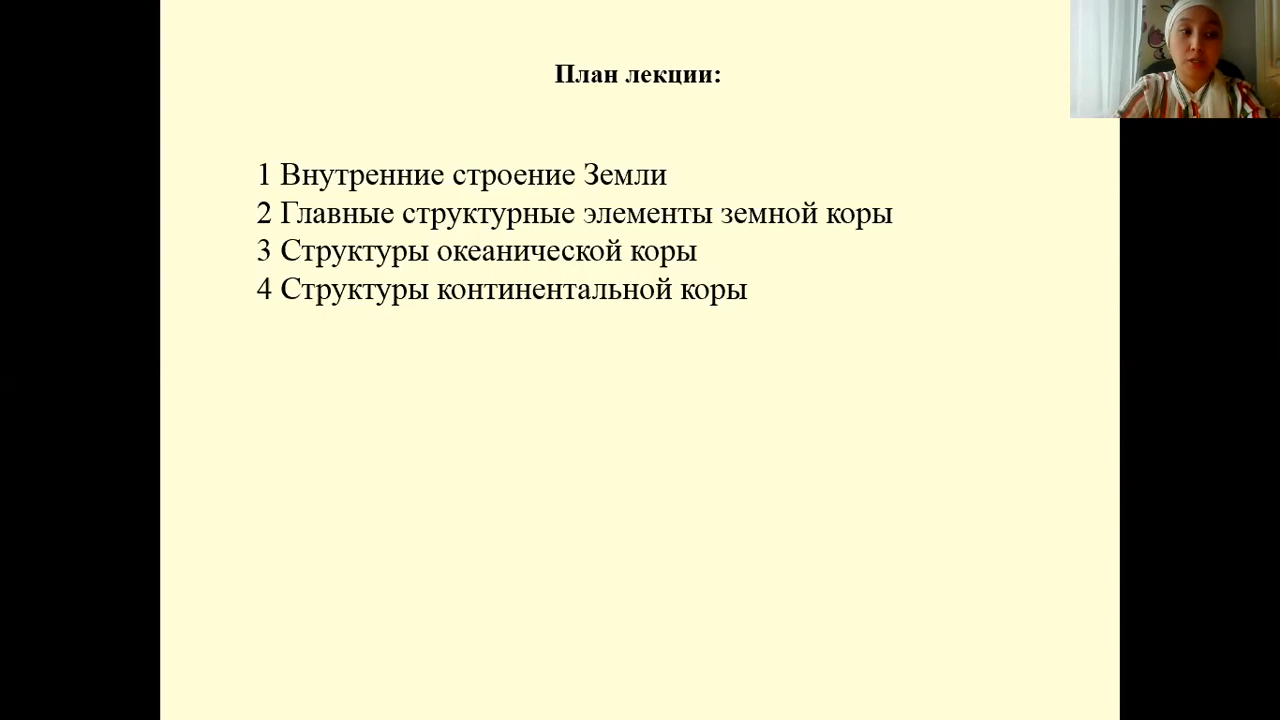 План лекции:
1 Внутренние строение Земли
2 Главные структурные элементы земной коры
3 Структуры океанической коры
4 Структуры континентальной коры